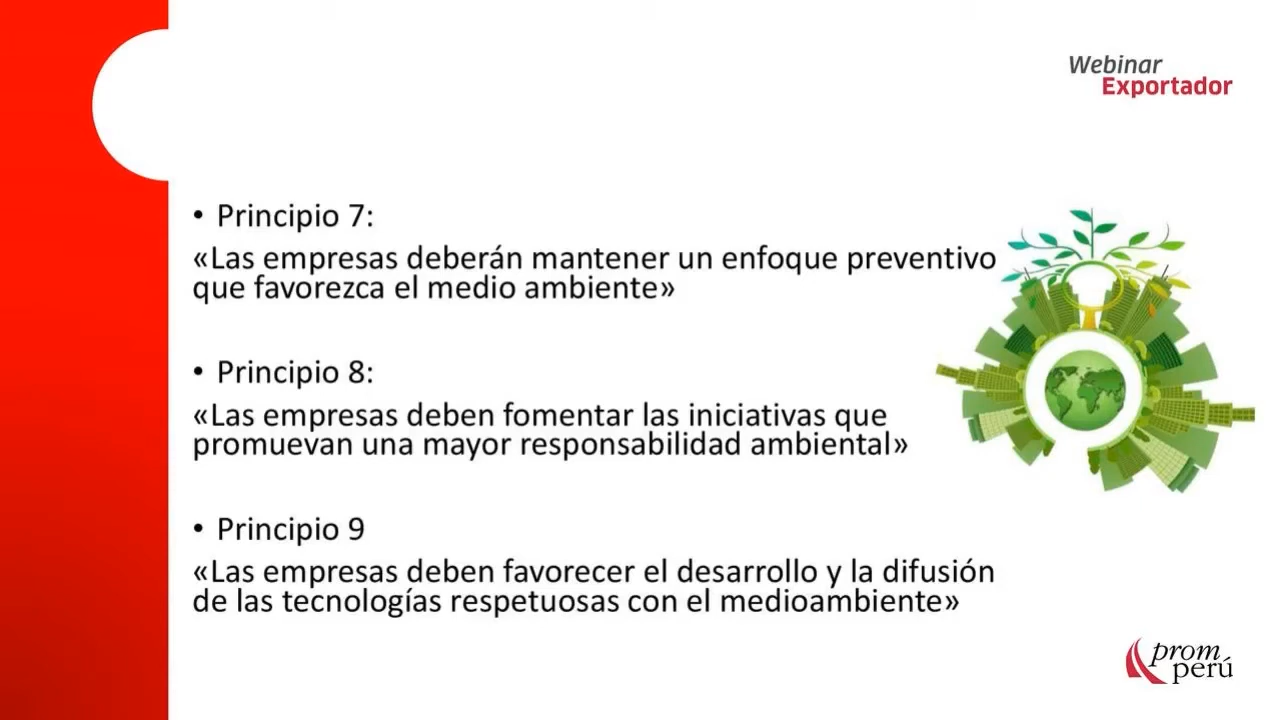 Webinar
Exportador
• Principio 7:
«Las empresas deberán mantener un enfoque preventivo
que favorezca el medio ambiente»
• Principio 8:
«Las empresas deben fomentar las iniciativas que
promuevan una mayor responsabilidad ambiental»
• Principio 9
«Las empresas deben favorecer el desarrollo y la difusión
de las tecnologías respetuosas con el medioambiente»
prom
perú